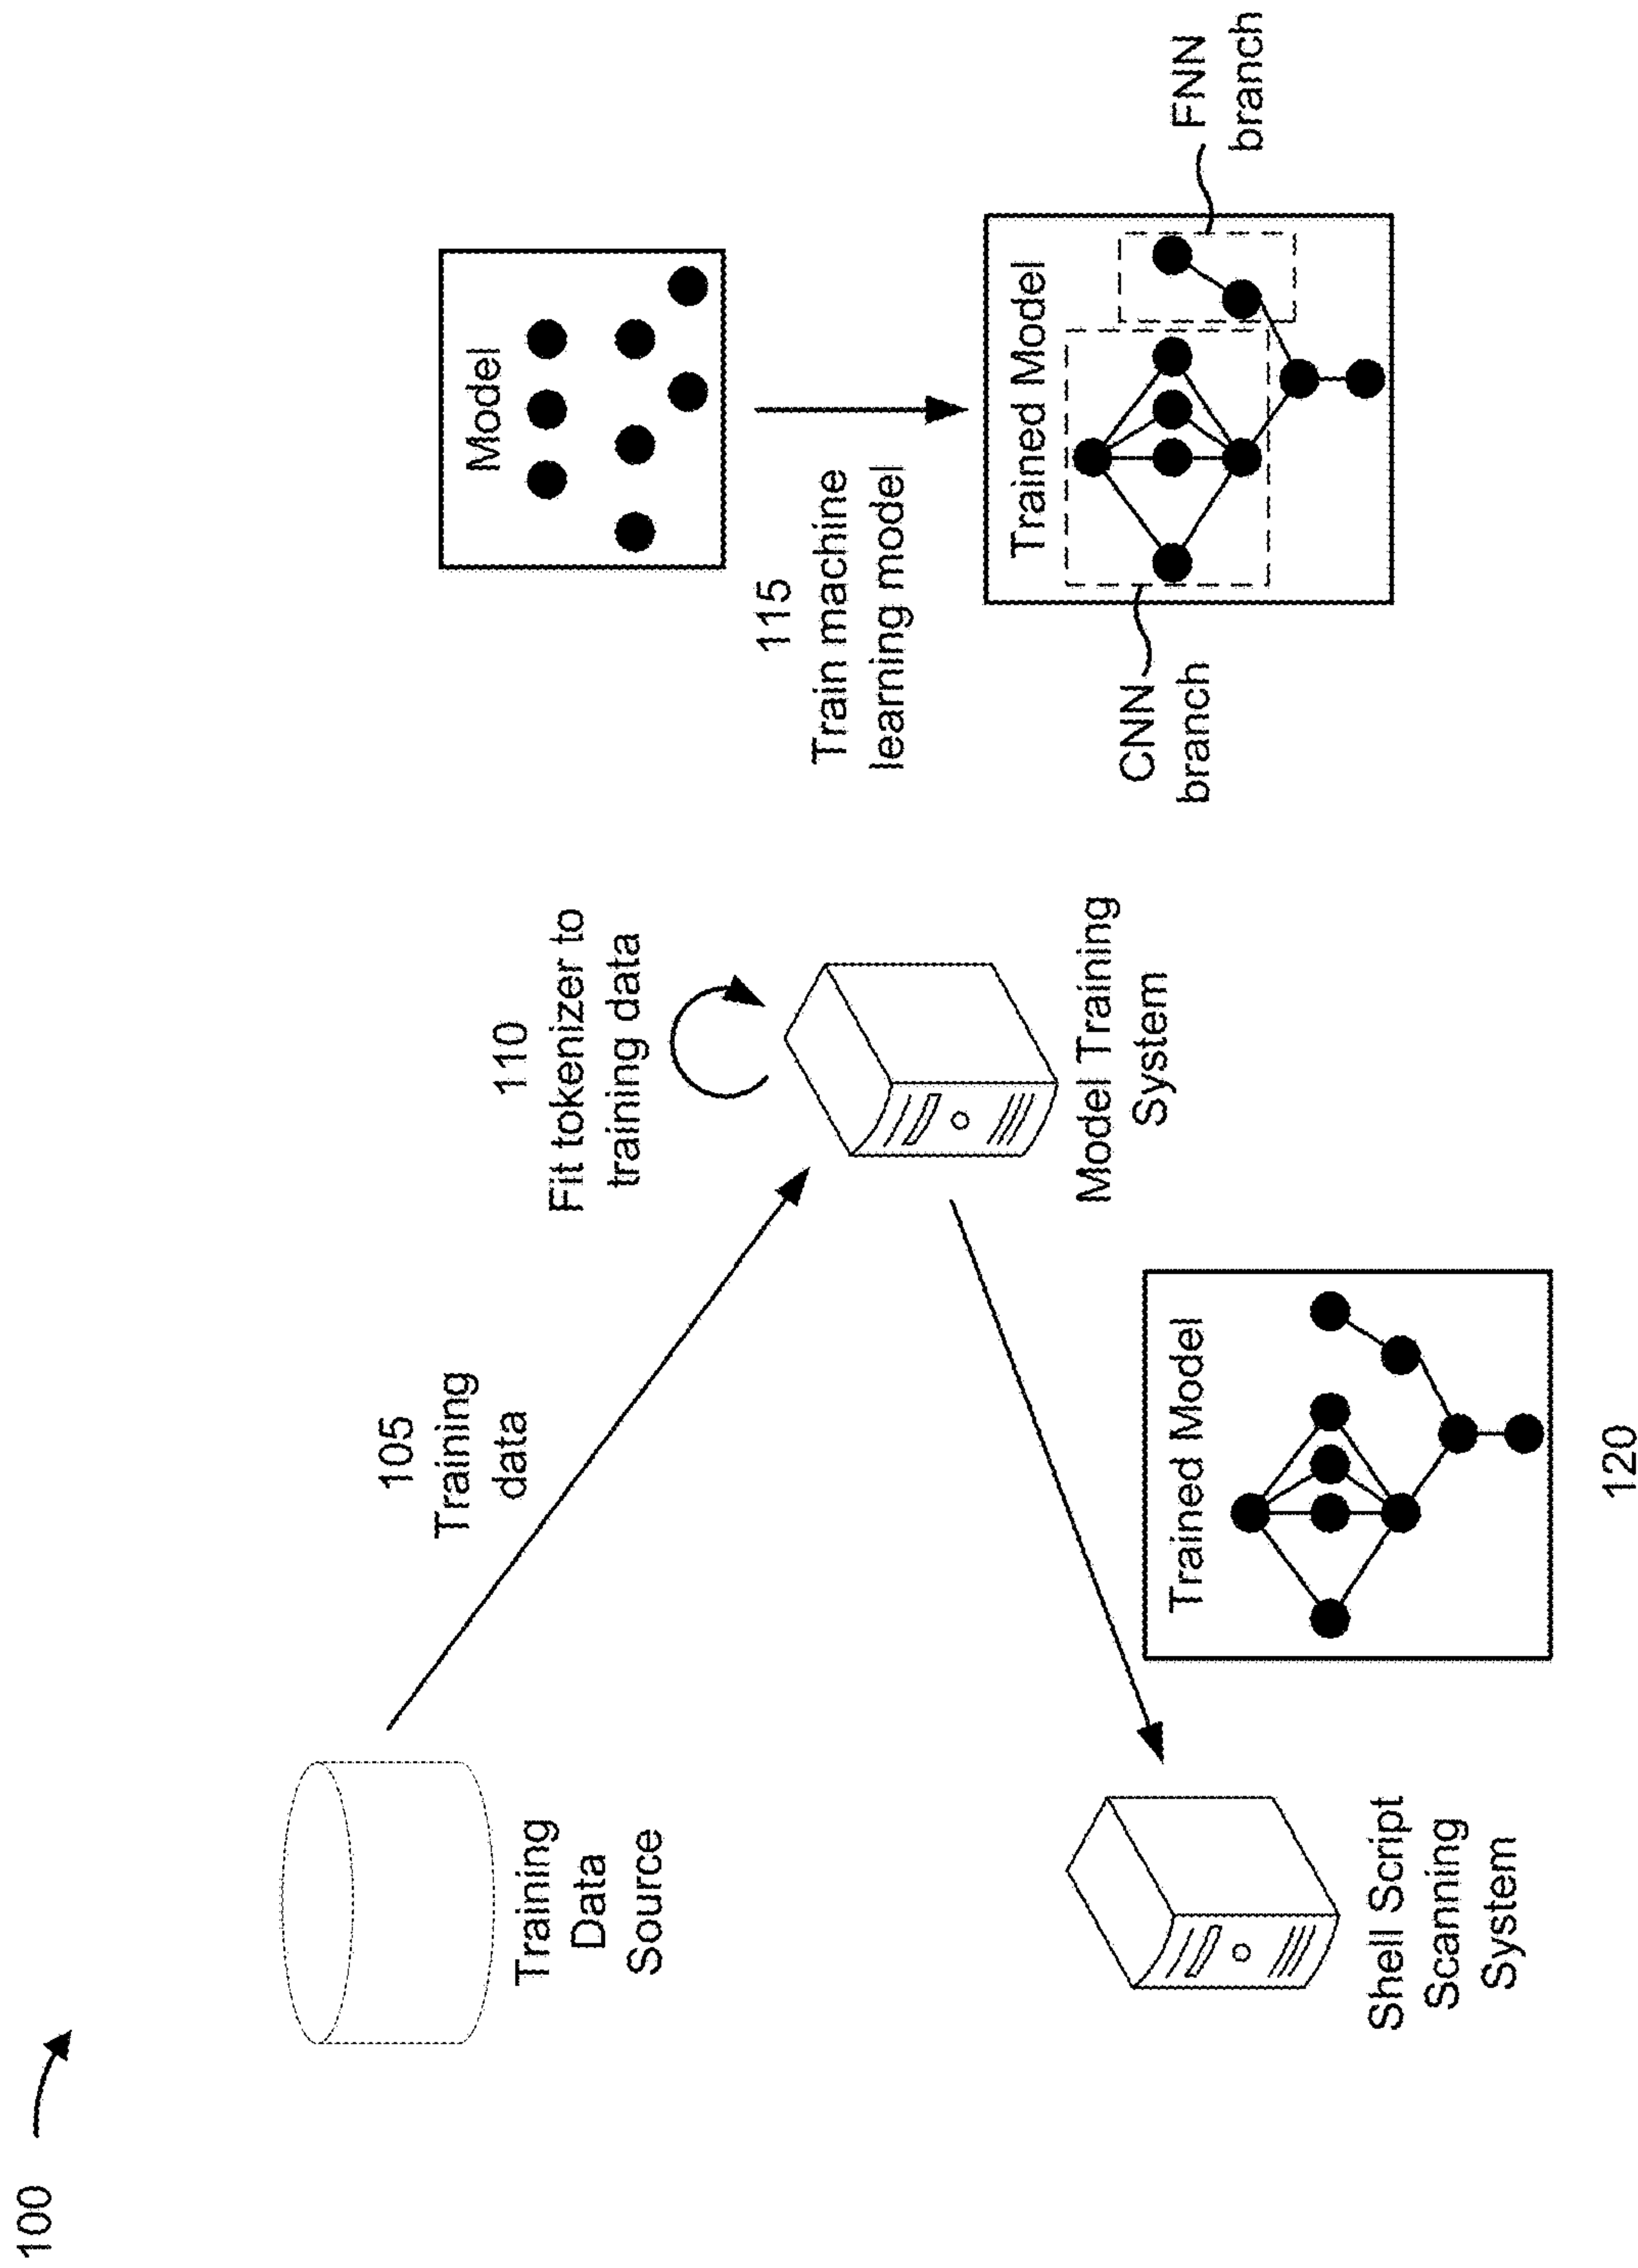 100
105
Training
data
110
Fit tokenizer to
training data
Training
Data
Source
Model Training
System
Shell Script
Scanning
System
Trained Model
120
Model
115
Train machine
learning model
Trained Model
CNN
branch
FNN
branch